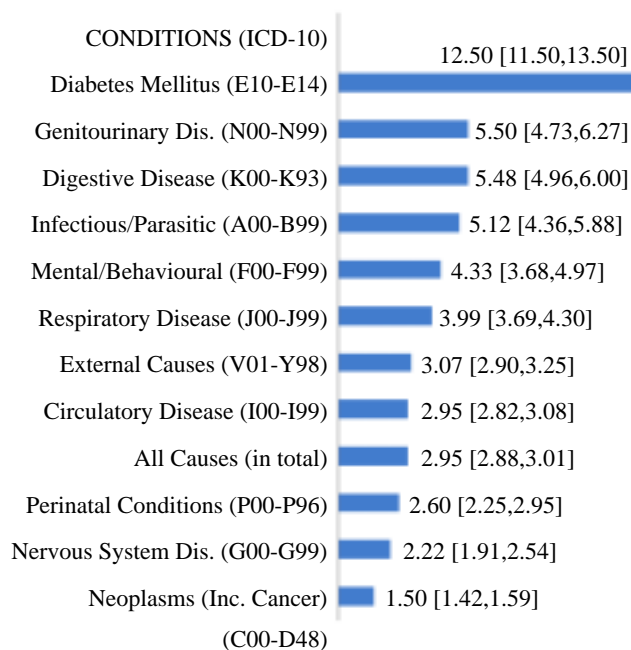 CONDITIONS (ICD-10)
12.50 [11.50,13.50]
Diabetes Mellitus (E10-E14)
Genitourinary Dis. (N00-N99) 5.50 [4.73,6.27]
Digestive Disease (K00-K93) 5.48 [4.96,6.00]
Infectious/Parasitic (A00-B99) 5.12 [4.36,5.88]
Mental/Behavioural (F00-F99) 4.33 [3.68,4.97]
Respiratory Disease (J00-J99) 3.99 [3.69,4.30]
External Causes (V01-Y98) 3.07 [2.90,3.25]
Circulatory Disease (I00-I99) 2.95 [2.82,3.08]
All Causes (in total) 2.95 [2.88,3.01]
Perinatal Conditions (P00-P96) 2.60 [2.25,2.95]
Nervous System Dis. (G00-G99) 2.22 [1.91,2.54]
Neoplasms (Inc. Cancer) 1.50 [1.42,1.59]
(C00-D48)